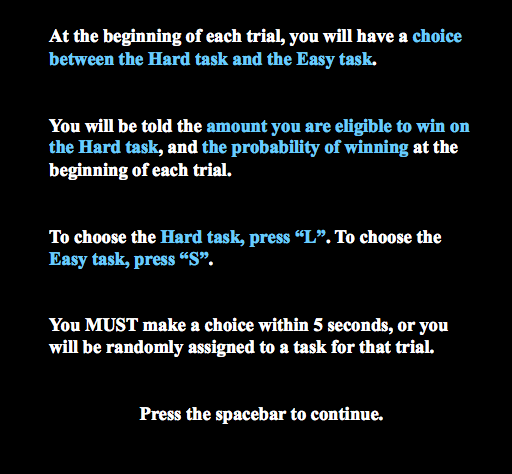 At the beginning of each trial, you will have a choice
between the Hard task and the Easy task.
You will be told the amount you are eligible to win on
the Hard task, and the probability of winning at the
beginning of each trial.
To choose the Hard task, press “L”. To choose the
Easy task, press “S”.
You MUST make a choice within 5 seconds, or you
will be randomly assigned to a task for that trial.
Press the spacebar to continue.